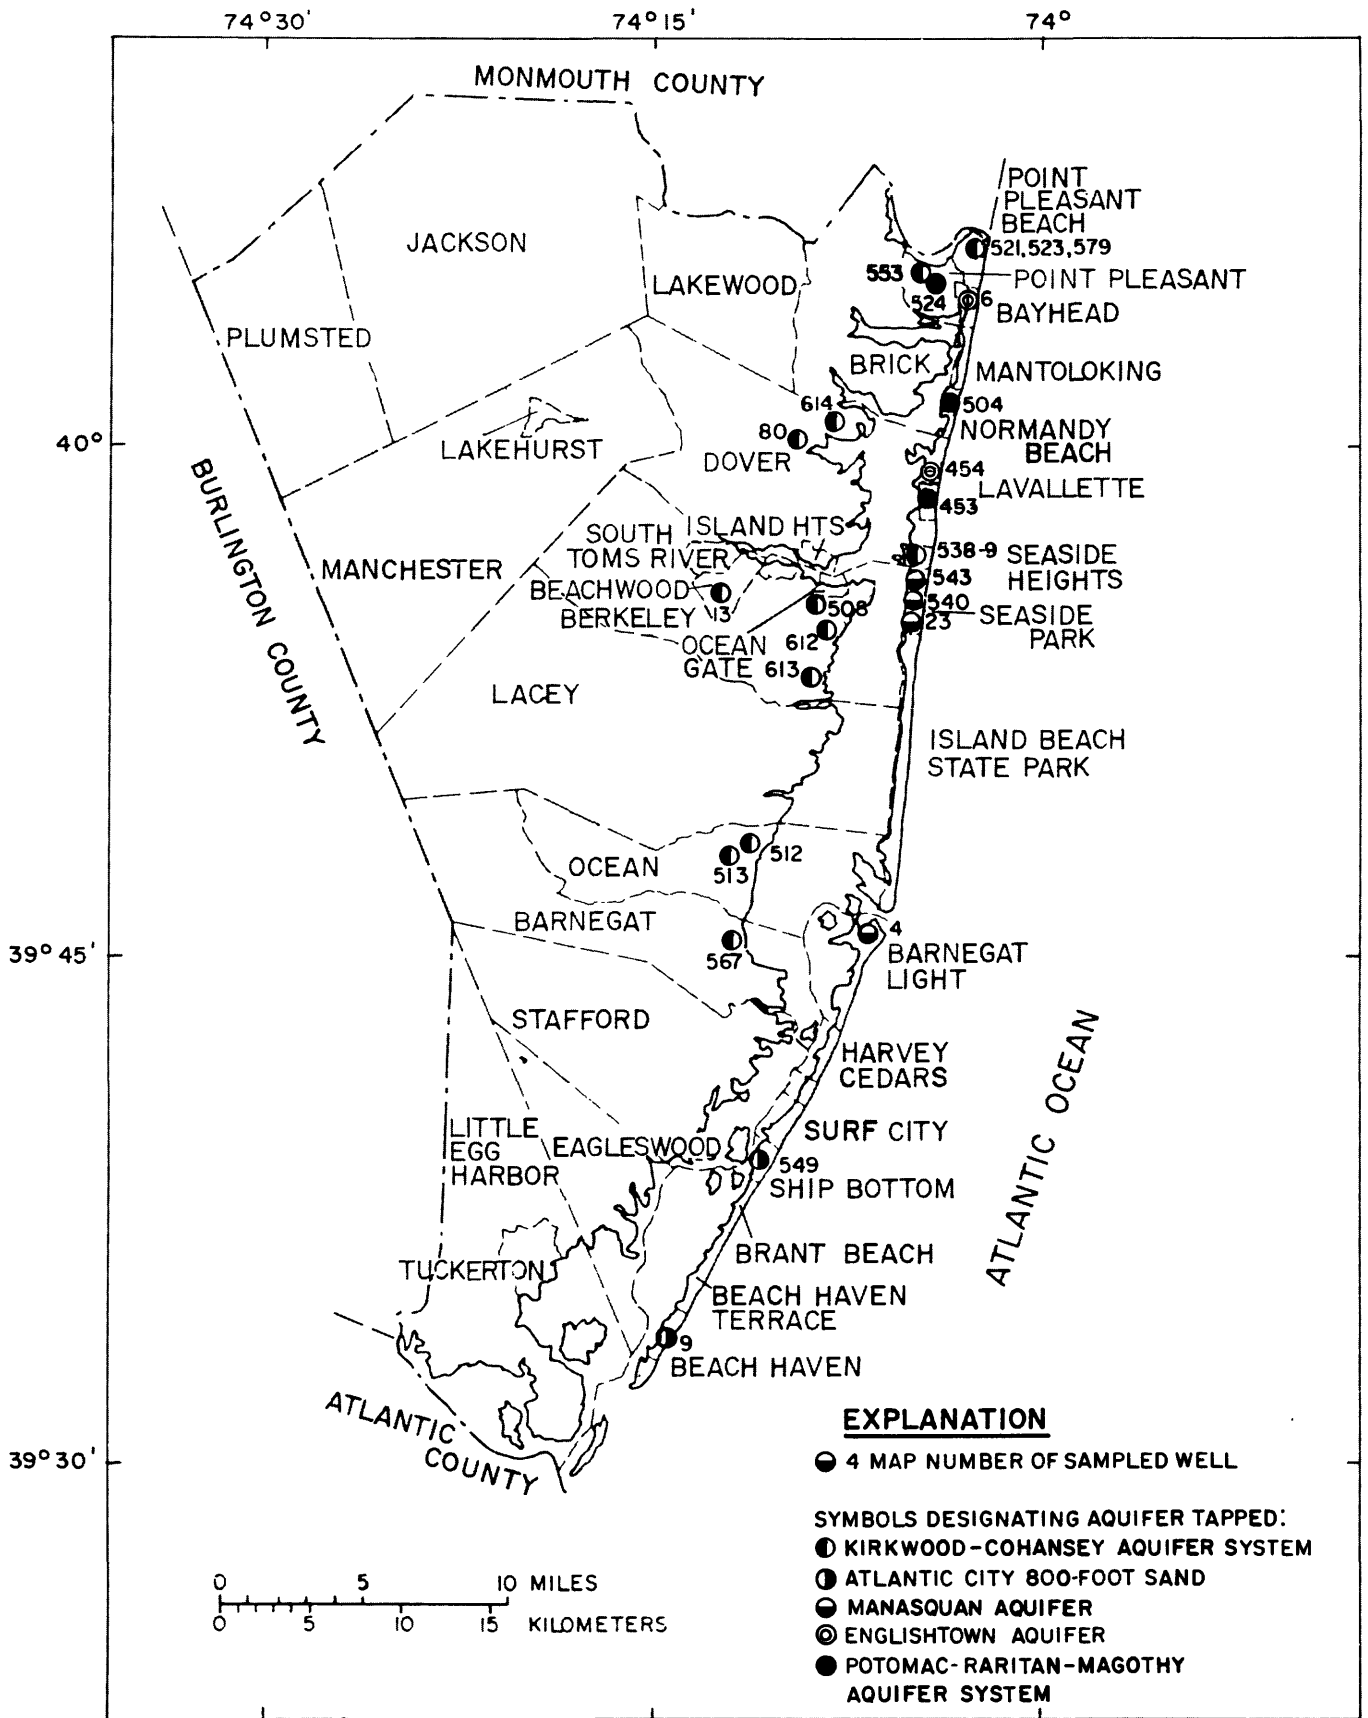 74°30' 74°15' 74°
MONMOUTH COUNTY
POINT
PLEASANT
BEACH
JACKSON
521,523,579
553
POINT PLEASANT
LAKEWOOD
524
6
BAYHEAD
PLUMSTED
BRICK
MANTOLOKING
614
504
80
NORMANDY
BEACH
40°
LAKEHURST
DOVER
454
LAVALLETTE
453
BURLINGTON COUNTY
SOUTH
TOMS RIVER
ISLAND HTS
538-9
SEASIDE
HEIGHTS
MANCHESTER
543
BEACHWOOD
540
13
508
BERKELEY
23
SEASIDE
PARK
OCEAN
GATE
612
613
LACEY
ISLAND BEACH
STATE PARK
512
OCEAN
513
BARNEGAT
4
39°45'
567
BARNEGAT
LIGHT
STAFFORD
HARVEY
CEDARS
ATLANTIC OCEAN
LITTLE
EGG
HARBOR
EAGLESWOOD
SURF CITY
549
SHIP BOTTOM
BRANT BEACH
TUCKERTON
BEACH HAVEN
TERRACE
9
BEACH HAVEN
ATLANTIC
COUNTY
39°30'
EXPLANATION
4 MAP NUMBER OF SAMPLED WELL
SYMBOLS DESIGNATING AQUIFER TAPPED:
KIRKWOOD-COHANSEY AQUIFER SYSTEM
ATLANTIC CITY 800-FOOT SAND
MANASQUAN AQUIFER
ENGLISHTOWN AQUIFER
POTOMAC-RARITAN-MAGOTHY
AQUIFER SYSTEM
0 5 10 MILES
0 5 10 15 KILOMETERS